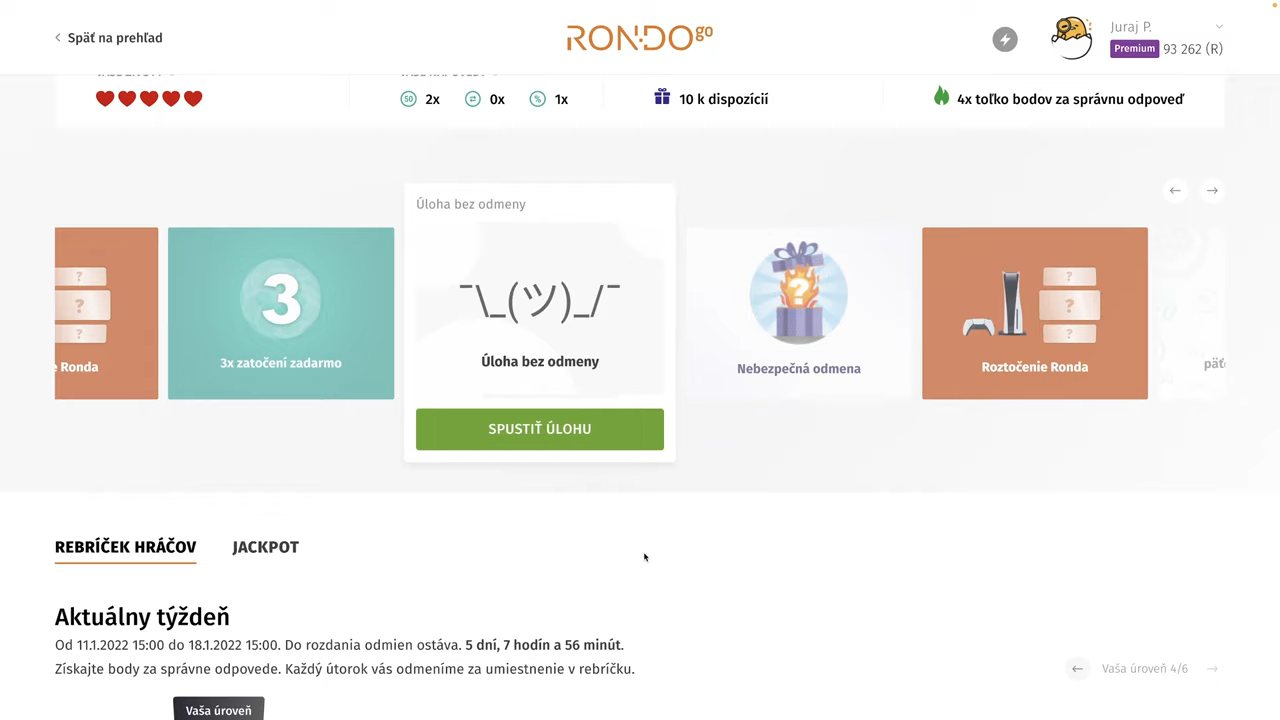 Späť na prehľad
RONDO go
Juraj P.
Premium 93 262 (R)
50 2x
0x
% 1x
10 k dispozícií
4x toľko bodov za správnu odpoveď
Úloha bez odmeny
?
?
?
e Ronda
3
3x zatočení zadarmo
¯\_(ツ)_/¯
Úloha bez odmeny
SPUSTIŤ ÚLOHU
?
Nebezpečná odmena
?
?
?
Roztočenie Ronda
päť
REBRÍČEK HRÁČOV
JACKPOT
Aktuálny týždeň
Od 11.1.2022 15:00 do 18.1.2022 15:00. Do rozdania odmien ostáva. 5 dní, 7 hodín a 56 minút.
Získajte body za správne odpovede. Každý útorok vás odmeníme za umiestnenie v rebríčku.
Vaša úroveň 4/6
Vaša úroveň